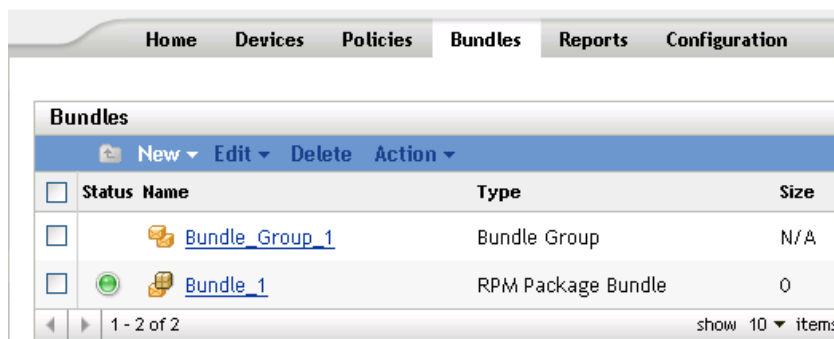 Home Devices Policies Bundles Reports Configuration
Bundles
New Edit Delete Action
Status Name Type Size
Bundle_Group_1 Bundle Group N/A
Bundle_1 RPM Package Bundle 0
1 - 2 of 2 show 10 items